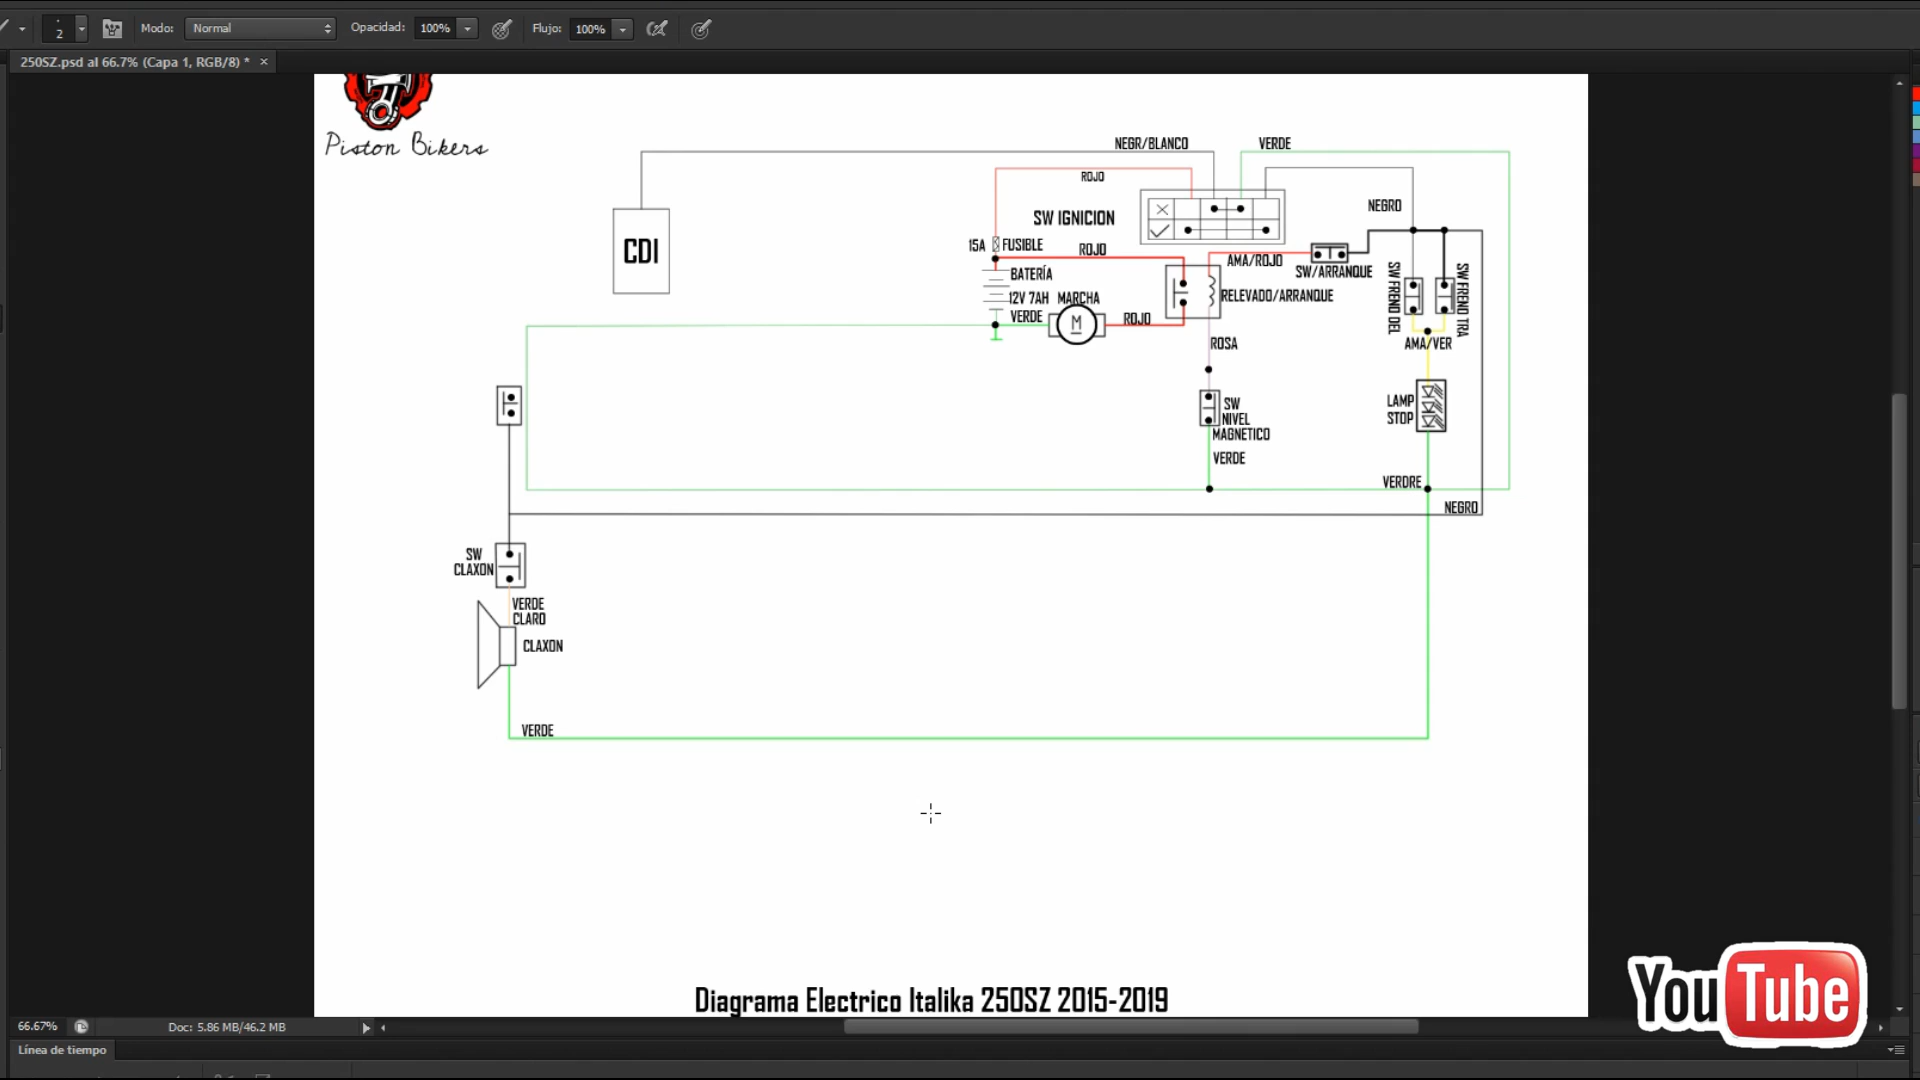 2
Modo:
Normal
Opacidad:
100%
Flujo:
100%
250SZ.psd al 66.7% (Capa 1, RGB/8) *
Piston Bikers
NEGR/BLANCO
VERDE
ROJO
SW IGNICION
NEGRO
CDI
15A
FUSIBLE
ROJO
AMA/ROJO
SW/ARRANQUE
BATERÍA
12V 7AH
MARCHA
VERDE
M
ROJO
RELEVADO/ARRANQUE
SW FRENO DEL
SW FRENO TRA
ROSA
AMA/VER
SW
NIVEL
MAGNETICO
VERDE
LAMP
STOP
VERDRE
NEGRO
SW
CLAXON
VERDE
CLARO
CLAXON
VERDE
Diagrama Electrico Italika 250SZ 2015-2019
YouTube
66.67%
Doc: 5.86 MB/46.2 MB
Línea de tiempo